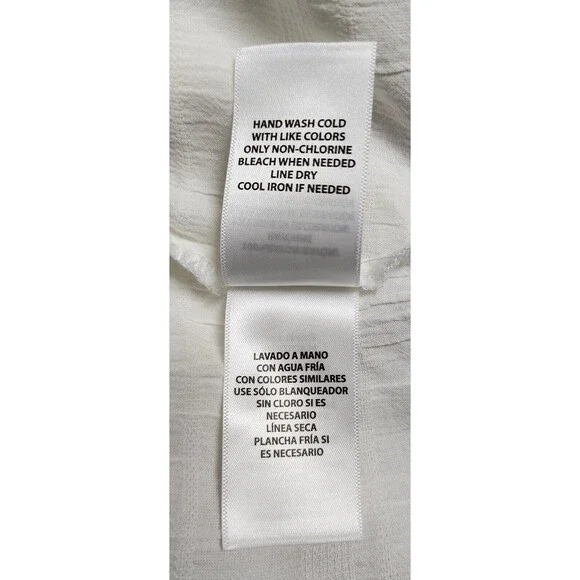 HAND WASH COLD
WITH LIKE COLORS
ONLY NON-CHLORINE
BLEACH WHEN NEEDED
LINE DRY
COOL IRON IF NEEDED
LAVADO A MANO
CON AGUA FRÍA
CON COLORES SIMILARES
USE SÓLO BLANQUEADOR
SIN CLORO SI ES
NECESARIO
LÍNEA SECA
PLANCHA FRÍA SI
ES NECESARIO